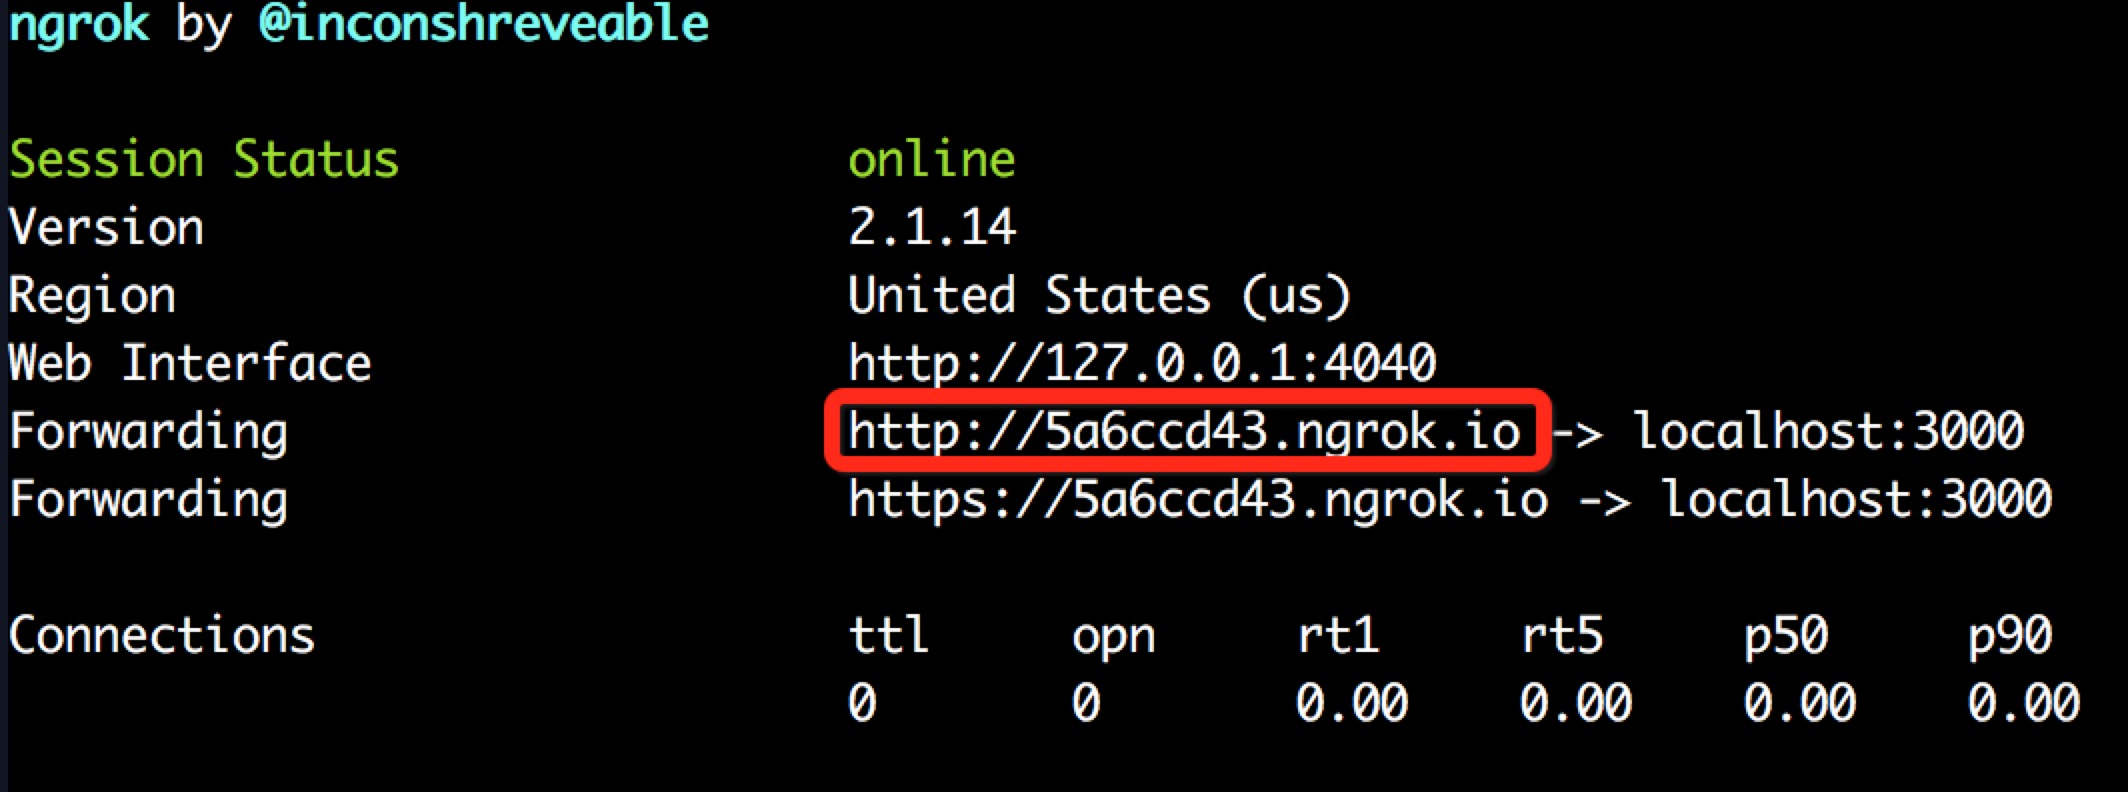 ngrok by @inconshreveable
Session Status online
Version 2.1.14
Region United States (us)
Web Interface http://127.0.0.1:4040
Forwarding http://5a6ccd43.ngrok.io -> localhost:3000
Forwarding https://5a6ccd43.ngrok.io -> localhost:3000
Connections ttl opn rt1 rt5 p50 p90
0 0 0.00 0.00 0.00 0.00